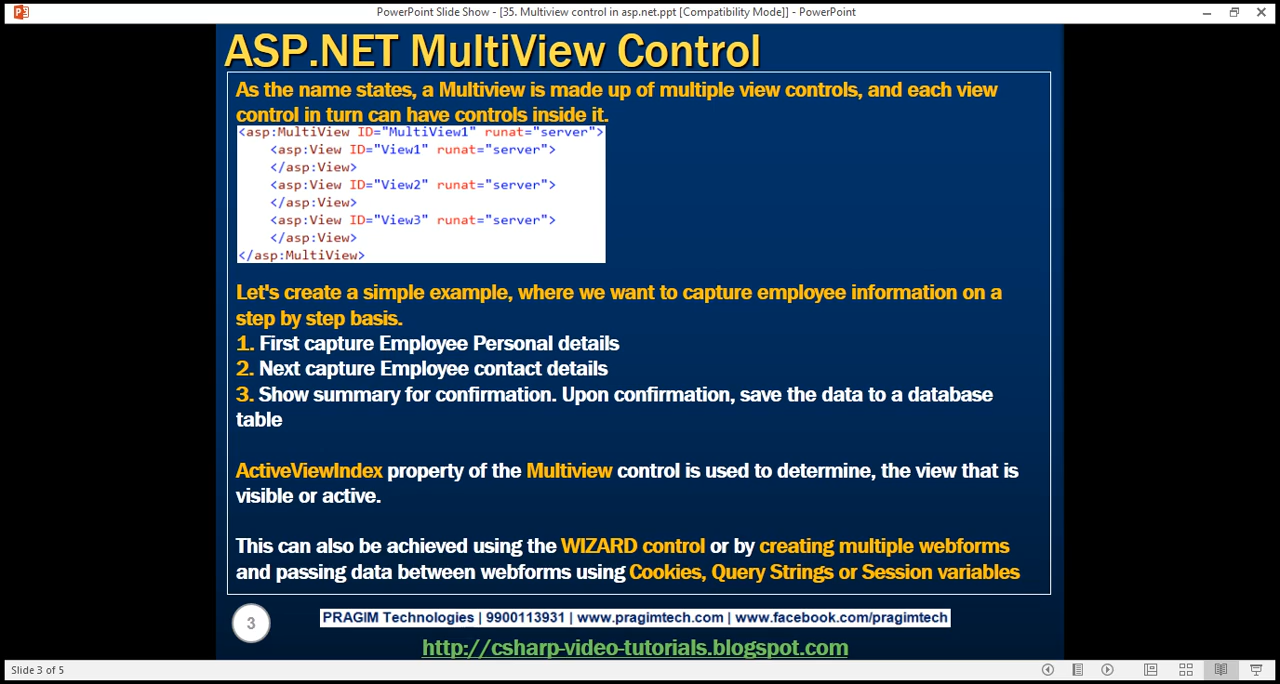 PowerPoint Slide Show - [35. Multiview control in asp.net.ppt [Compatibility Mode]] - PowerPoint
ASP.NET MultiView Control
As the name states, a Multiview is made up of multiple view controls, and each view
control in turn can have controls inside it.
<asp:MultiView ID="MultiView1" runat="server">
<asp:View ID="View1" runat="server">
</asp:View>
<asp:View ID="View2" runat="server">
</asp:View>
<asp:View ID="View3" runat="server">
</asp:View>
</asp:MultiView>
Let's create a simple example, where we want to capture employee information on a
step by step basis.
1. First capture Employee Personal details
2. Next capture Employee contact details
3. Show summary for confirmation. Upon confirmation, save the data to a database
table
ActiveViewIndex property of the Multiview control is used to determine, the view that is
visible or active.
This can also be achieved using the WIZARD control or by creating multiple webforms
and passing data between webforms using Cookies, Query Strings or Session variables
3
PRAGIM Technologies | 9900113931 | www.pragimtech.com | www.facebook.com/pragimtech
http://csharp-video-tutorials.blogspot.com
Slide 3 of 5